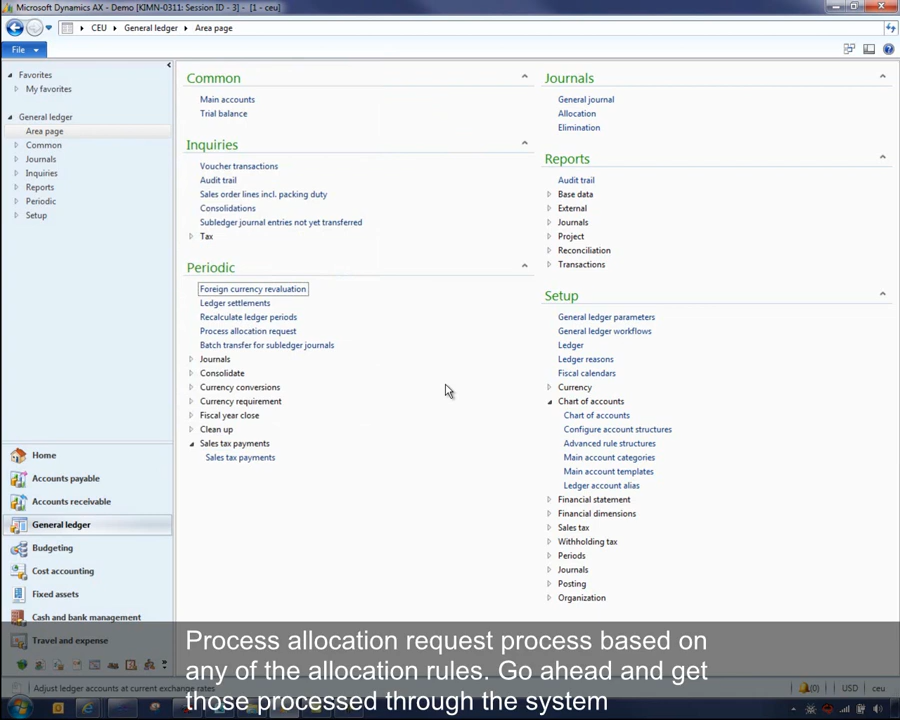 Microsoft Dynamics AX - Demo [KIMN-0311: Session ID - 3] - [1 - ceu]
CEU
General ledger
Area page
File
Favorites
My favorites
General ledger
Area page
Common
Journals
Inquiries
Reports
Periodic
Setup
Home
Accounts payable
Accounts receivable
General ledger
Budgeting
Cost accounting
Fixed assets
Cash and bank management
Travel and expense
Common
Main accounts
Trial balance
Inquiries
Voucher transactions
Audit trail
Sales order lines incl. packing duty
Consolidations
Subledger journal entries not yet transferred
Tax
Periodic
Foreign currency revaluation
Ledger settlements
Recalculate ledger periods
Process allocation request
Batch transfer for subledger journals
Journals
Consolidate
Currency conversions
Currency requirement
Fiscal year close
Clean up
Sales tax payments
Sales tax payments
Journals
General journal
Allocation
Elimination
Reports
Audit trail
Base data
External
Journals
Project
Reconciliation
Transactions
Setup
General ledger parameters
General ledger workflows
Ledger
Ledger reasons
Fiscal calendars
Currency
Chart of accounts
Chart of accounts
Configure account structures
Advanced rule structures
Main account categories
Main account templates
Ledger account alias
Financial statement
Financial dimensions
Sales tax
Withholding tax
Periods
Journals
Posting
Organization
Process allocation request process based on
any of the allocation rules. Go ahead and get
those processed through the system
Adjust ledger accounts at current exchange rates
(0)
USD
ceu